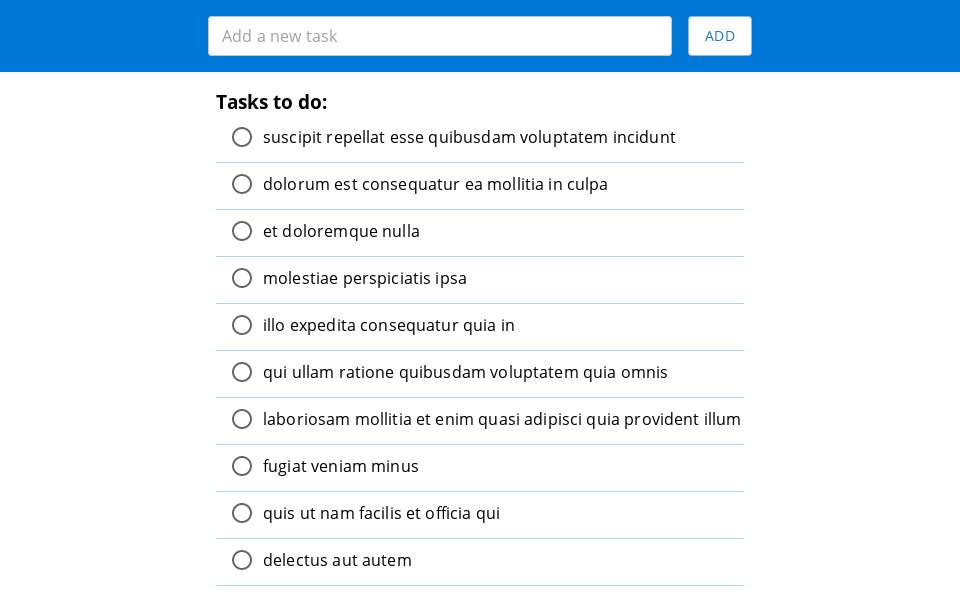 Add a new task
ADD
Tasks to do:
suscipit repellat esse quibusdam voluptatem incidunt
dolorum est consequatur ea mollitia in culpa
et doloremque nulla
molestiae perspiciatis ipsa
illo expedita consequatur quia in
qui ullam ratione quibusdam voluptatem quia omnis
laboriosam mollitia et enim quasi adipisci quia provident illum
fugiat veniam minus
quis ut nam facilis et officia qui
delectus aut autem